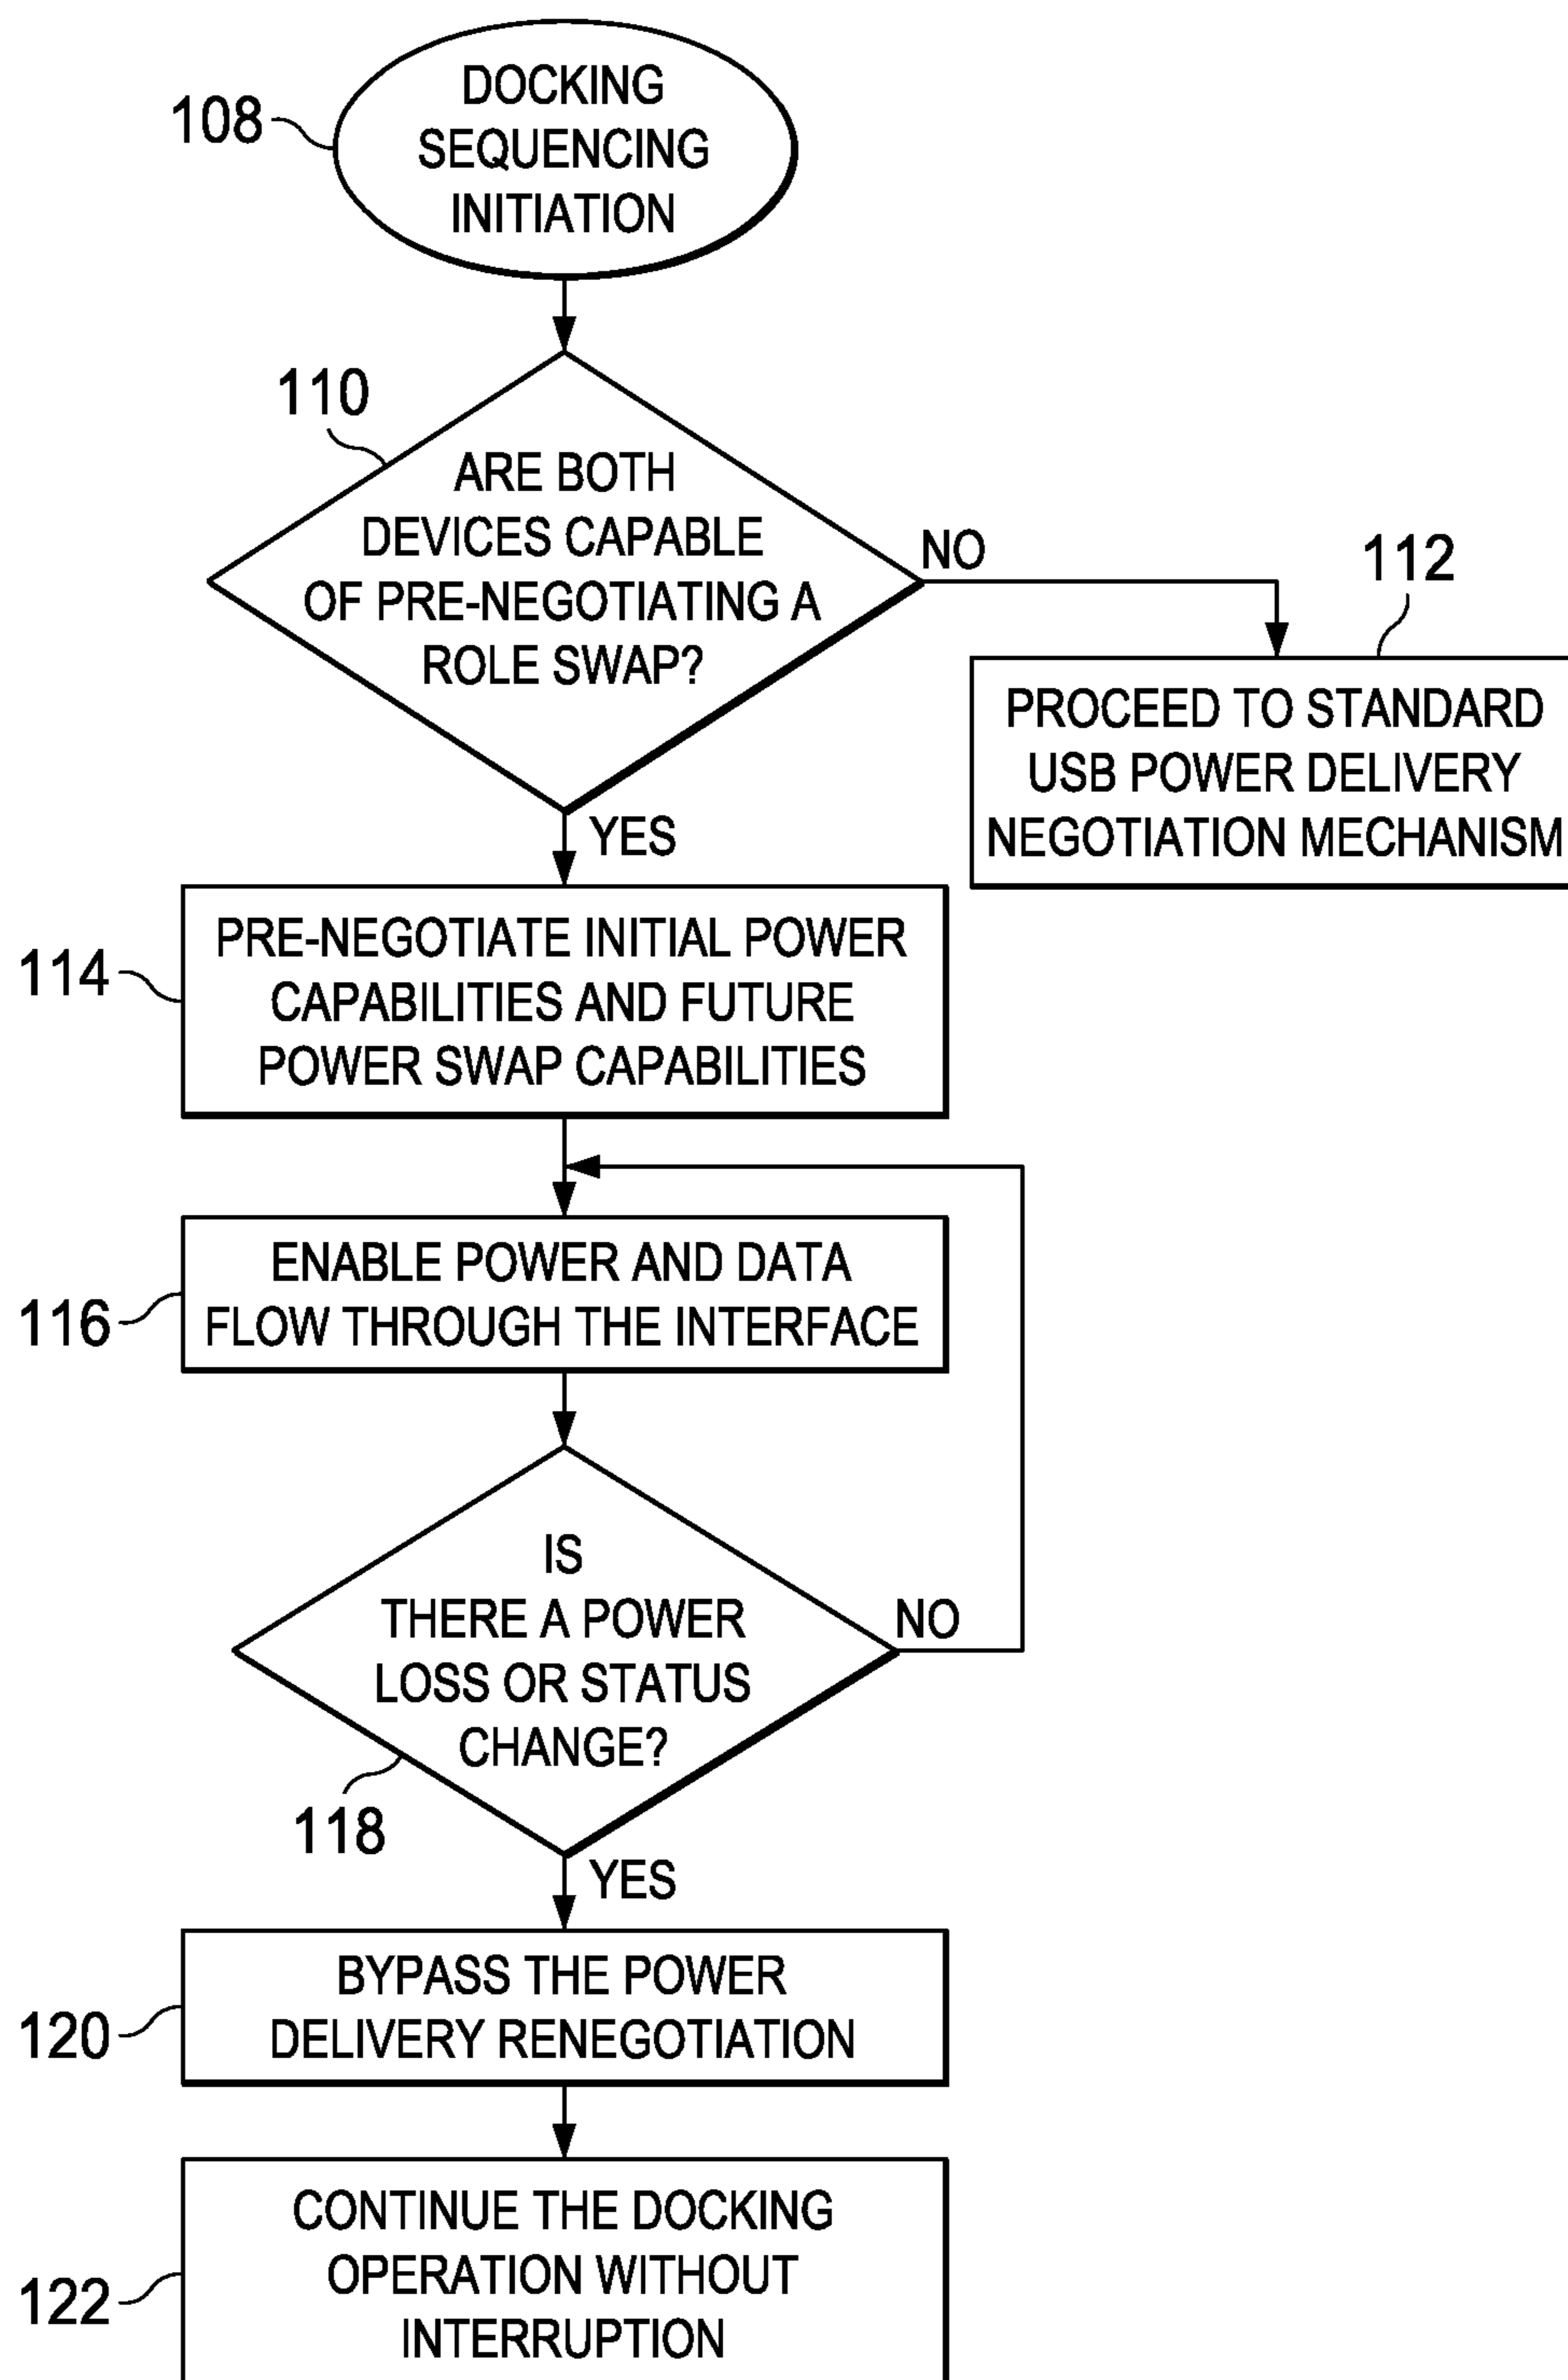 108
DOCKING
SEQUENCING
INITIATION
110
ARE BOTH
DEVICES CAPABLE
OF PRE-NEGOTIATING A
ROLE SWAP?
NO
112
PROCEED TO STANDARD
USB POWER DELIVERY
NEGOTIATION MECHANISM
YES
114
PRE-NEGOTIATE INITIAL POWER
CAPABILITIES AND FUTURE
POWER SWAP CAPABILITIES
116
ENABLE POWER AND DATA
FLOW THROUGH THE INTERFACE
IS
THERE A POWER
LOSS OR STATUS
CHANGE?
NO
118
YES
120
BYPASS THE POWER
DELIVERY RENEGOTIATION
122
CONTINUE THE DOCKING
OPERATION WITHOUT
INTERRUPTION